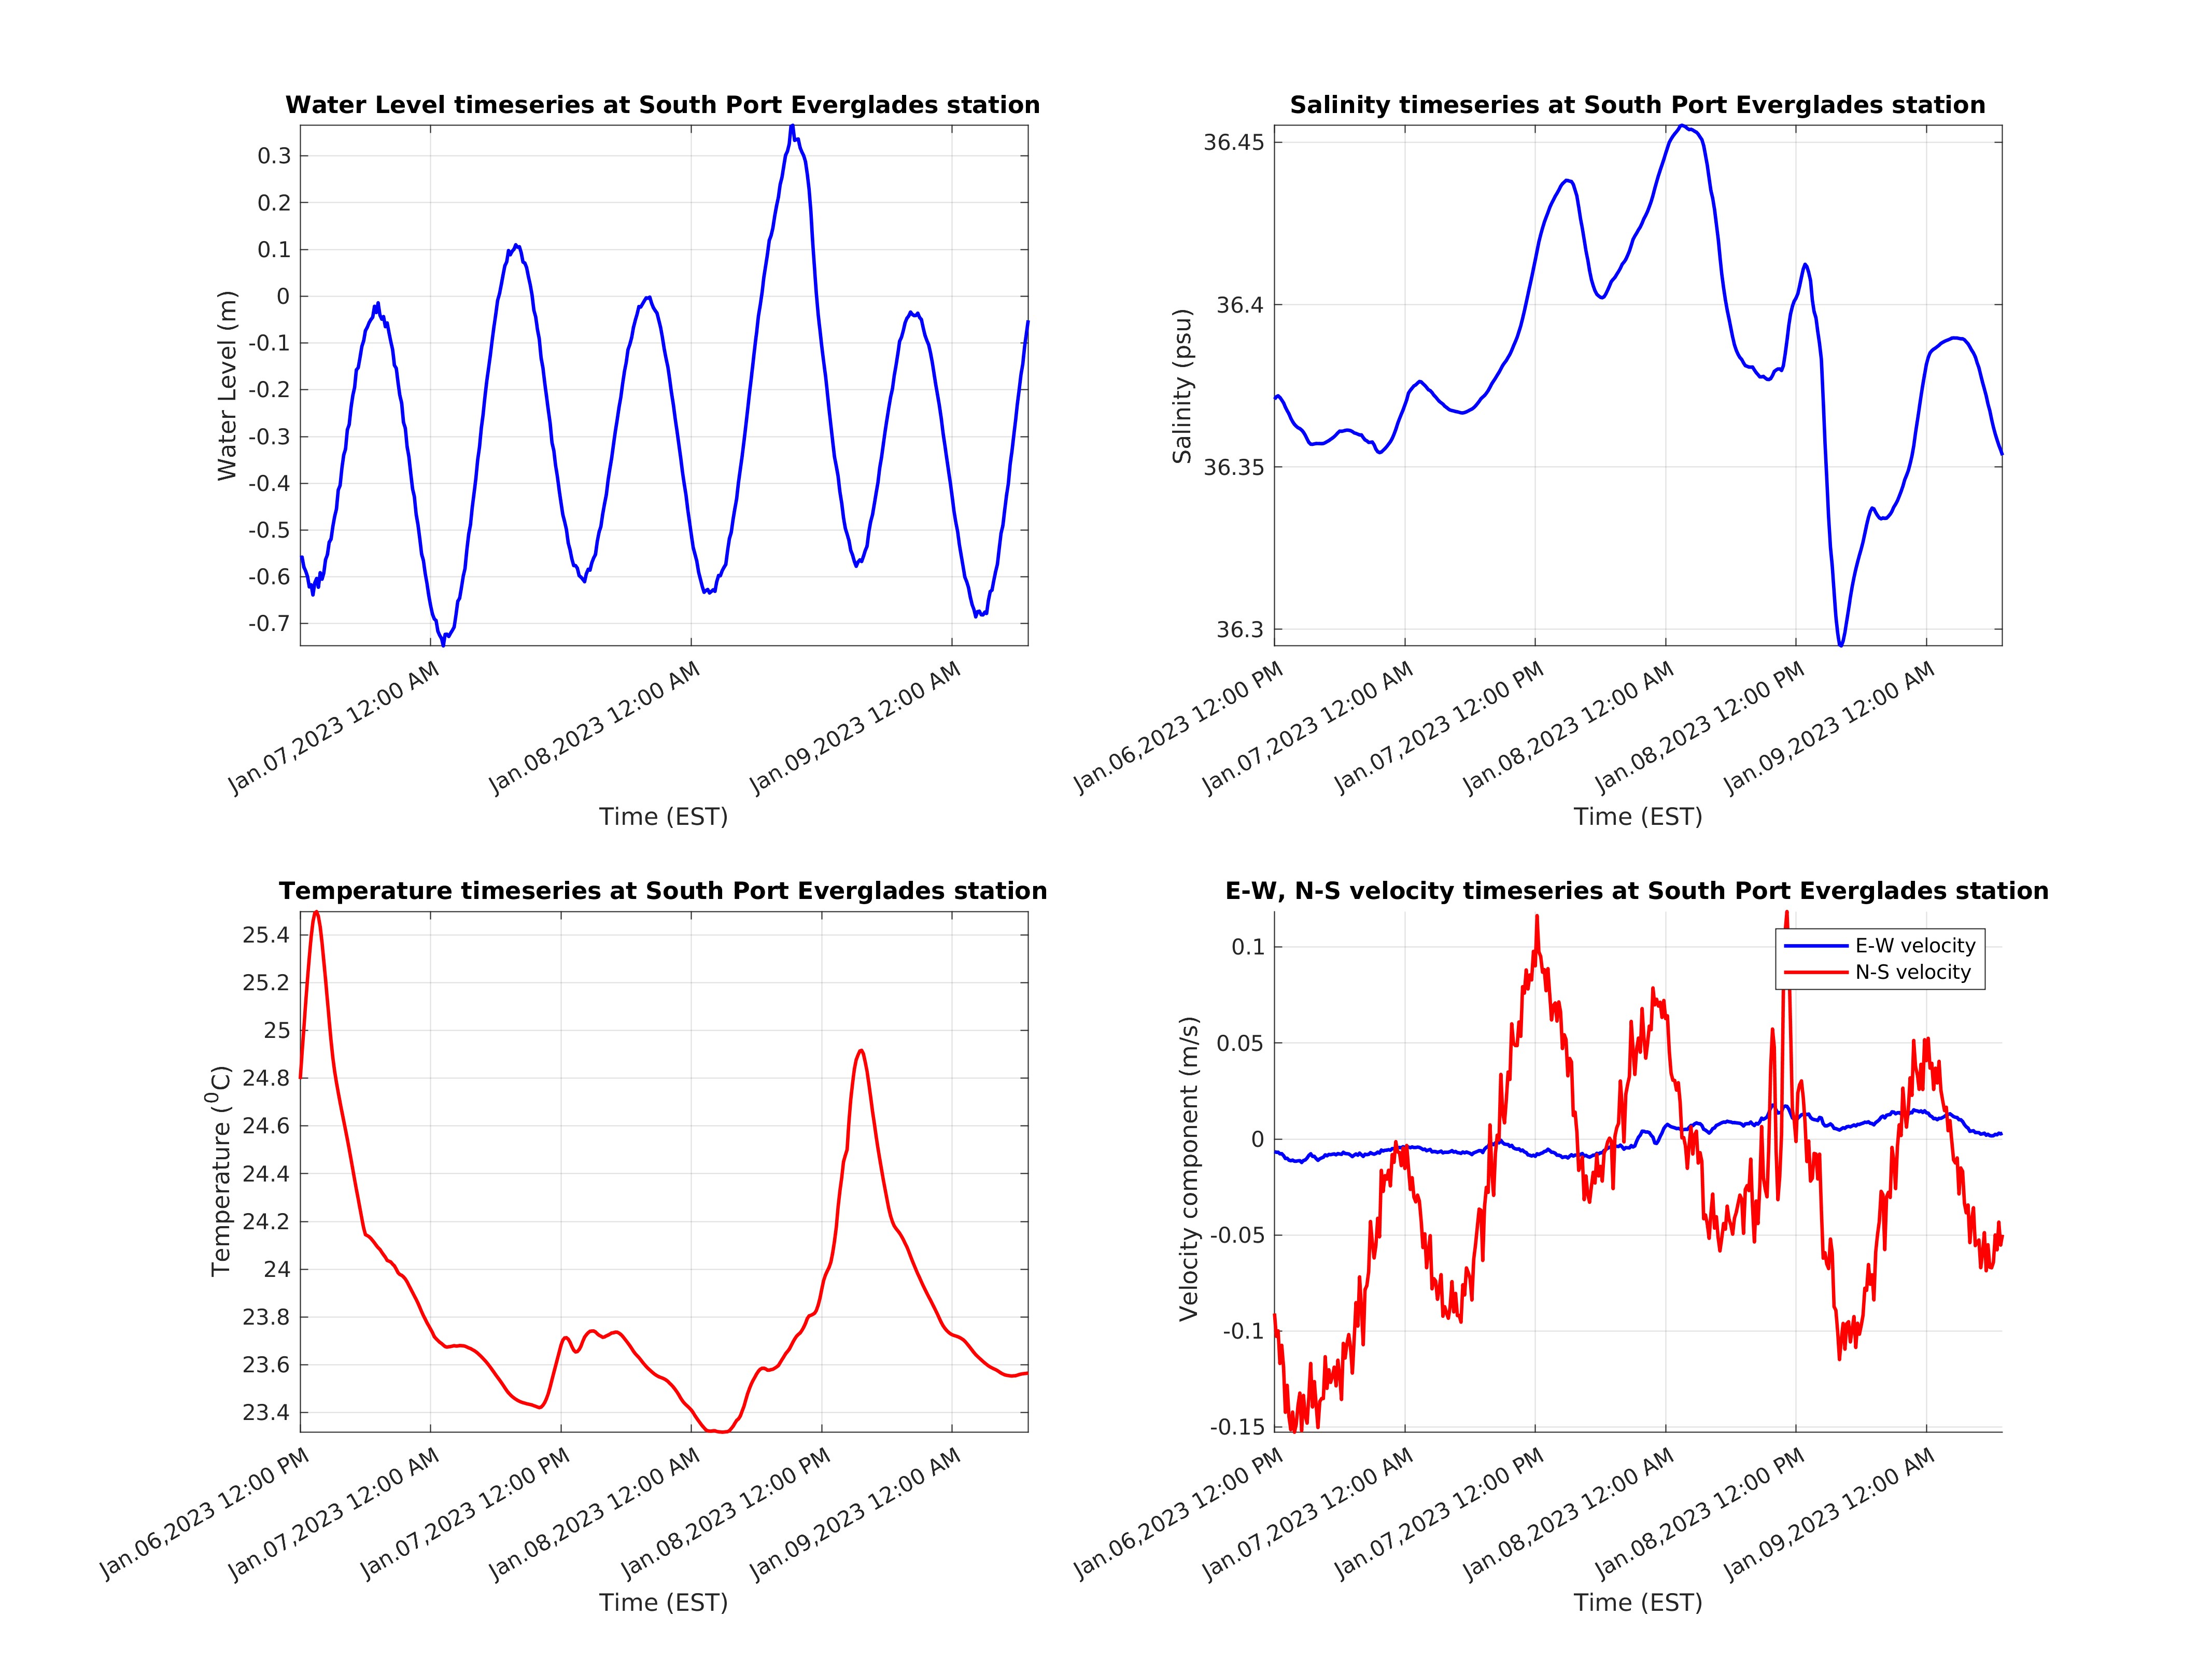 Water Level timeseries at South Port Everglades station
Water Level (m)
0.3
0.2
0.1
0
-0.1
-0.2
-0.3
-0.4
-0.5
-0.6
-0.7
Jan.07,2023 12:00 AM
Jan.08,2023 12:00 AM
Jan.09,2023 12:00 AM
Time (EST)
Salinity timeseries at South Port Everglades station
Salinity (psu)
36.45
36.4
36.35
36.3
Jan.06,2023 12:00 PM
Jan.07,2023 12:00 AM
Jan.07,2023 12:00 PM
Jan.08,2023 12:00 AM
Jan.08,2023 12:00 PM
Jan.09,2023 12:00 AM
Time (EST)
Temperature timeseries at South Port Everglades station
Temperature (⁰C)
25.4
25.2
25
24.8
24.6
24.4
24.2
24
23.8
23.6
23.4
Jan.06,2023 12:00 PM
Jan.07,2023 12:00 AM
Jan.07,2023 12:00 PM
Jan.08,2023 12:00 AM
Jan.08,2023 12:00 PM
Jan.09,2023 12:00 AM
Time (EST)
E-W, N-S velocity timeseries at South Port Everglades station
Velocity component (m/s)
0.1
0.05
0
-0.05
-0.1
-0.15
E-W velocity
N-S velocity
Jan.06,2023 12:00 PM
Jan.07,2023 12:00 AM
Jan.07,2023 12:00 PM
Jan.08,2023 12:00 AM
Jan.08,2023 12:00 PM
Jan.09,2023 12:00 AM
Time (EST)